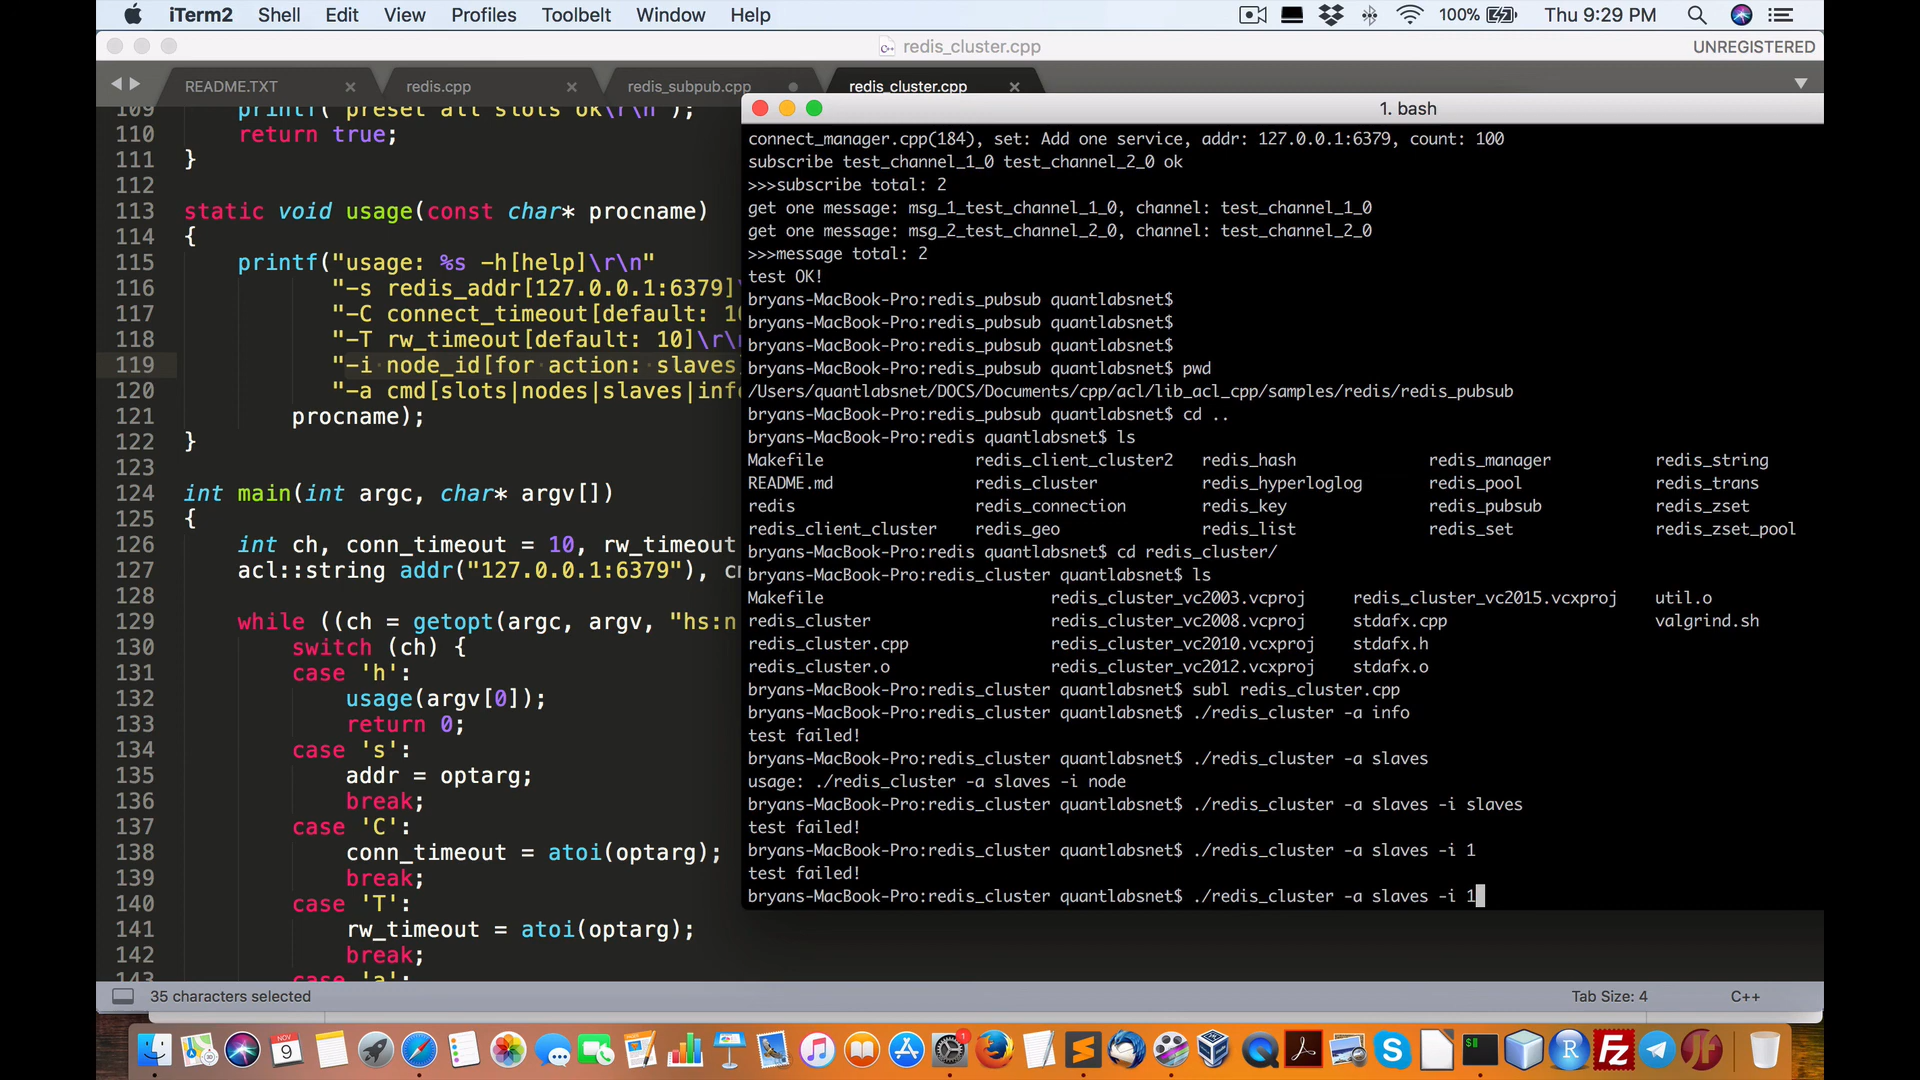 iTerm2 Shell Edit View Profiles Toolbelt Window Help 100% Thu 9:29 PM
redis_cluster.cpp UNREGISTERED
README.TXT redis.cpp redis_subpub.cpp redis_cluster.cpp
109 printf("preset all slots ok\r\n");
110 return true;
111 }
112
113 static void usage(const char* procname)
114 {
115 printf("usage: %s -h[help]\r\n"
116 "-s redis_addr[127.0.0.1:6379]\
117 "-C connect_timeout[default: 10
118 "-T rw_timeout[default: 10]\r\n
119 "-i node_id[for action: slaves]
120 "-a cmd[slots|nodes|slaves|info
121 procname);
122 }
123
124 int main(int argc, char* argv[])
125 {
126 int ch, conn_timeout = 10, rw_timeout
127 acl::string addr("127.0.0.1:6379"), cm
128
129 while ((ch = getopt(argc, argv, "hs:n
130 switch (ch) {
131 case 'h':
132 usage(argv[0]);
133 return 0;
134 case 's':
135 addr = optarg;
136 break;
137 case 'C':
138 conn_timeout = atoi(optarg);
139 break;
140 case 'T':
141 rw_timeout = atoi(optarg);
142 break;
143 case 'a':
35 characters selected Tab Size: 4 C++
1. bash
connect_manager.cpp(184), set: Add one service, addr: 127.0.0.1:6379, count: 100
subscribe test_channel_1_0 test_channel_2_0 ok
>>>subscribe total: 2
get one message: msg_1_test_channel_1_0, channel: test_channel_1_0
get one message: msg_2_test_channel_2_0, channel: test_channel_2_0
>>>message total: 2
test OK!
bryans-MacBook-Pro:redis_pubsub quantlabsnet$
bryans-MacBook-Pro:redis_pubsub quantlabsnet$
bryans-MacBook-Pro:redis_pubsub quantlabsnet$
bryans-MacBook-Pro:redis_pubsub quantlabsnet$ pwd
/Users/quantlabsnet/DOCS/Documents/cpp/acl/lib_acl_cpp/samples/redis/redis_pubsub
bryans-MacBook-Pro:redis_pubsub quantlabsnet$ cd ..
bryans-MacBook-Pro:redis quantlabsnet$ ls
Makefile redis_client_cluster2 redis_hash redis_manager redis_string
README.md redis_cluster redis_hyperloglog redis_pool redis_trans
redis redis_connection redis_key redis_pubsub redis_zset
redis_client_cluster redis_geo redis_list redis_set redis_zset_pool
bryans-MacBook-Pro:redis quantlabsnet$ cd redis_cluster/
bryans-MacBook-Pro:redis_cluster quantlabsnet$ ls
Makefile redis_cluster_vc2003.vcproj redis_cluster_vc2015.vcxproj util.o
redis_cluster redis_cluster_vc2008.vcproj stdafx.cpp valgrind.sh
redis_cluster.cpp redis_cluster_vc2010.vcxproj stdafx.h
redis_cluster.o redis_cluster_vc2012.vcxproj stdafx.o
bryans-MacBook-Pro:redis_cluster quantlabsnet$ subl redis_cluster.cpp
bryans-MacBook-Pro:redis_cluster quantlabsnet$ ./redis_cluster -a info
test failed!
bryans-MacBook-Pro:redis_cluster quantlabsnet$ ./redis_cluster -a slaves
usage: ./redis_cluster -a slaves -i node
bryans-MacBook-Pro:redis_cluster quantlabsnet$ ./redis_cluster -a slaves -i slaves
test failed!
bryans-MacBook-Pro:redis_cluster quantlabsnet$ ./redis_cluster -a slaves -i 1
test failed!
bryans-MacBook-Pro:redis_cluster quantlabsnet$ ./redis_cluster -a slaves -i 1
NOV
9
1